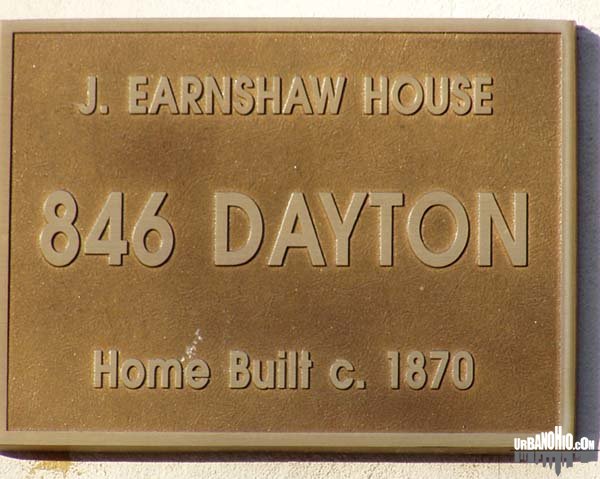 J. EARNSHAW HOUSE
846 DAYTON
Home Built c. 1870
URBANOHIO.COM